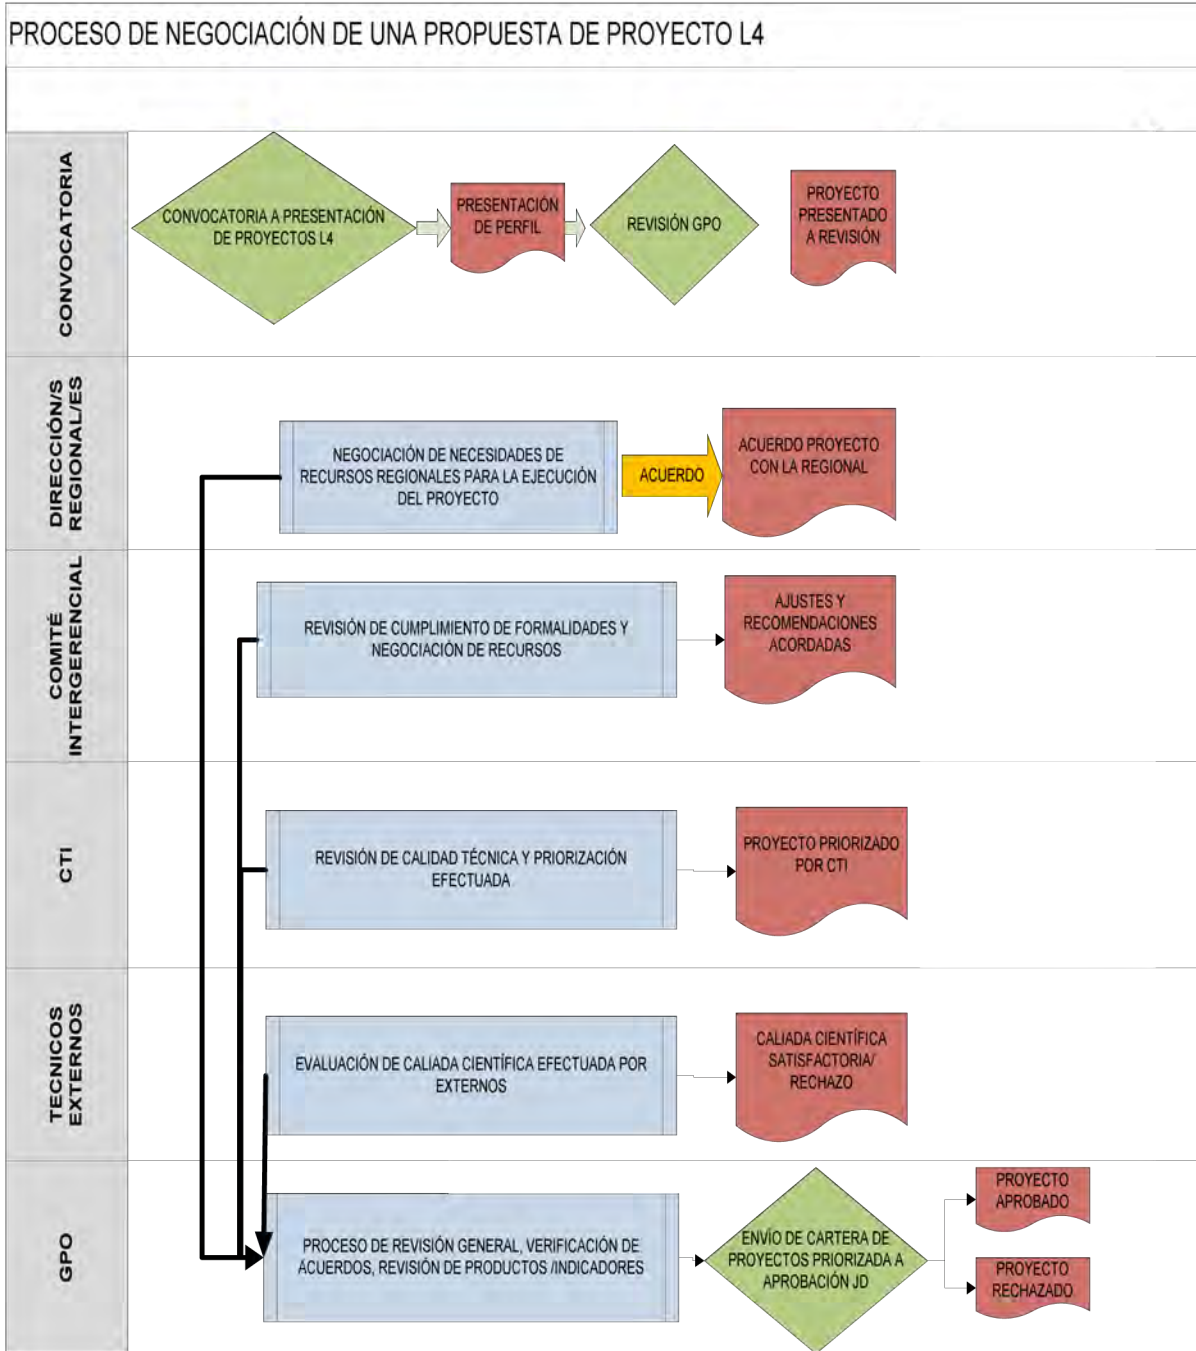 PROCESO DE NEGOCIACIÓN DE UNA PROPUESTA DE PROYECTO L4
CONVOCATORIA
CONVOCATORIA A PRESENTACIÓN
DE PROYECTOS L4
PRESENTACIÓN
DE PERFIL
REVISIÓN GPO
PROYECTO
PRESENTADO
A REVISIÓN
DIRECCIÓN/S
REGIONAL/ES
NEGOCIACIÓN DE NECESIDADES DE
RECURSOS REGIONALES PARA LA EJECUCIÓN
DEL PROYECTO
ACUERDO
ACUERDO PROYECTO
CON LA REGIONAL
COMITÉ
INTERGERENCIAL
REVISIÓN DE CUMPLIMIENTO DE FORMALIDADES Y
NEGOCIACIÓN DE RECURSOS
AJUSTES Y
RECOMENDACIONES
ACORDADAS
CTI
REVISIÓN DE CALIDAD TÉCNICA Y PRIORIZACIÓN
EFECTUADA
PROYECTO PRIORIZADO
POR CTI
TECNICOS
EXTERNOS
EVALUACIÓN DE CALIADA CIENTÍFICA EFECTUADA POR
EXTERNOS
CALIADA CIENTÍFICA
SATISFACTORIA/
RECHAZO
GPO
PROCESO DE REVISIÓN GENERAL, VERIFICACIÓN DE
ACUERDOS, REVISIÓN DE PRODUCTOS /INDICADORES
ENVÍO DE CARTERA DE
PROYECTOS PRIORIZADA A
APROBACIÓN JD
PROYECTO
APROBADO
PROYECTO
RECHAZADO